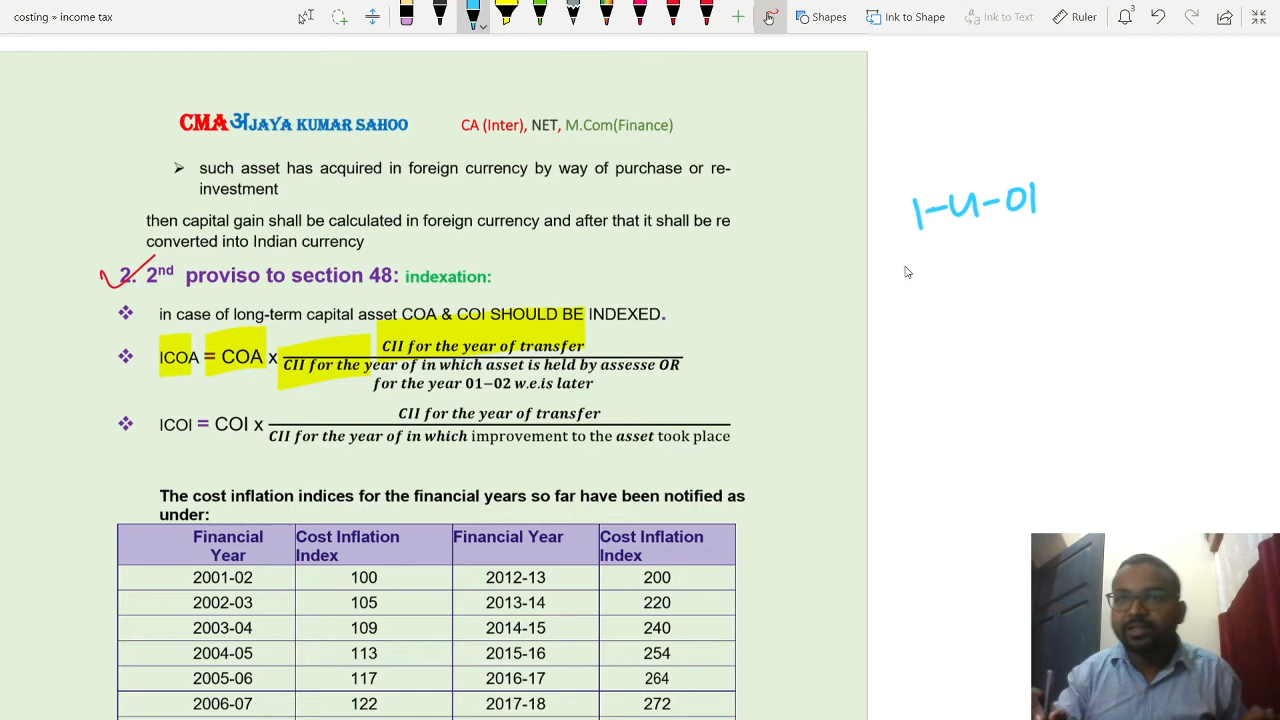 costing » income tax
Shapes Ink to Shape Ink to Text Ruler
CMA अJAYA KUMAR SAHOO CA (Inter), NET, M.Com(Finance)
➢ such asset has acquired in foreign currency by way of purchase or re-
investment
then capital gain shall be calculated in foreign currency and after that it shall be re
converted into Indian currency
2. 2nd proviso to section 48: indexation:
❖ in case of long-term capital asset COA & COI SHOULD BE INDEXED.
❖ ICOA = COA x CII for the year of transfer
CII for the year of in which asset is held by assesse OR
for the year 01−02 w.e.is later
❖ ICOI = COI x CII for the year of transfer
CII for the year of in which improvement to the asset took place
The cost inflation indices for the financial years so far have been notified as
under:
Financial Year Cost Inflation Index Financial Year Cost Inflation Index
2001-02 100 2012-13 200
2002-03 105 2013-14 220
2003-04 109 2014-15 240
2004-05 113 2015-16 254
2005-06 117 2016-17 264
2006-07 122 2017-18 272
1-4-01